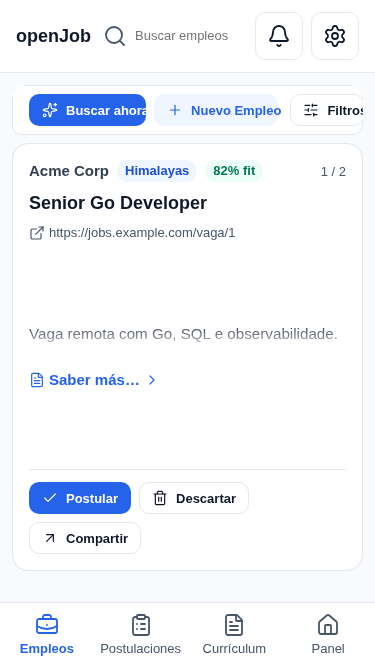 openJob
Buscar empleos
Buscar ahora
Nuevo Empleo
Filtros
Acme Corp Himalayas 82% fit 1 / 2
Senior Go Developer
https://jobs.example.com/vaga/1
Vaga remota com Go, SQL e observabilidade.
Saber más…
Postular
Descartar
Compartir
Empleos
Postulaciones
Currículum
Panel